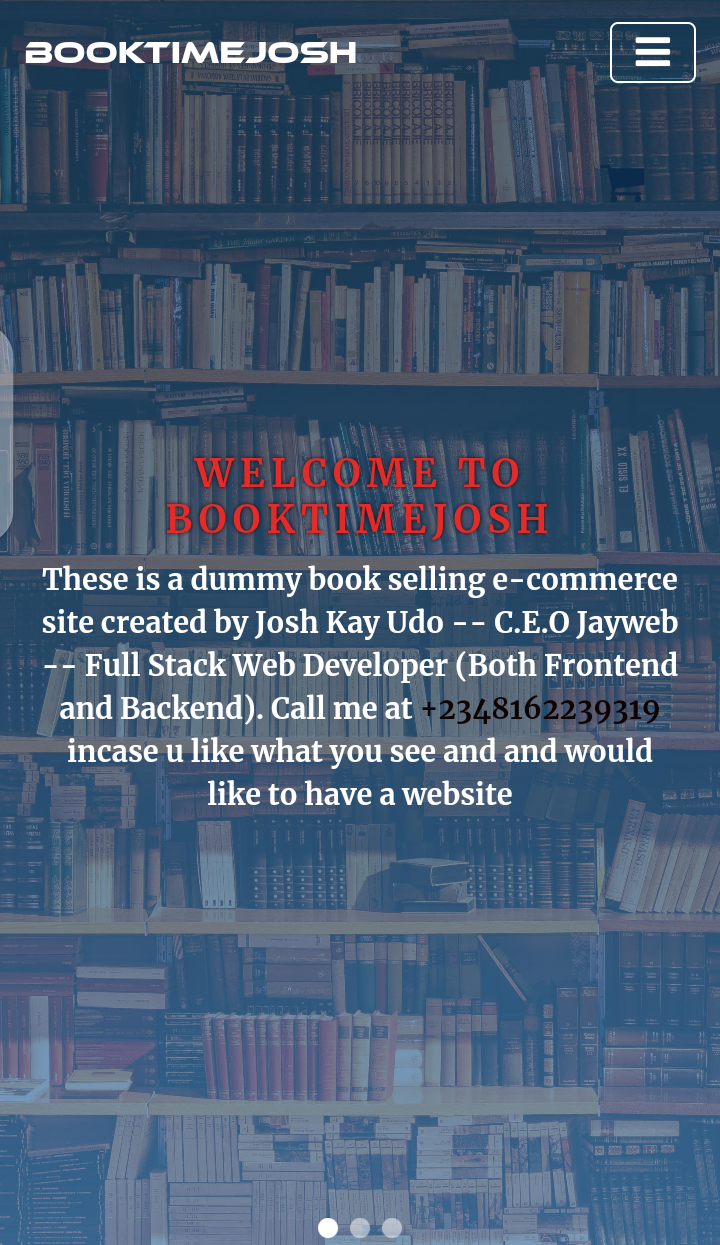 BOOKTIMEJOSH
WELCOME TO
BOOKTIMEJOSH
These is a dummy book selling e-commerce
site created by Josh Kay Udo -- C.E.O Jayweb
-- Full Stack Web Developer (Both Frontend
and Backend). Call me at +2348162239319
incase u like what you see and and would
like to have a website